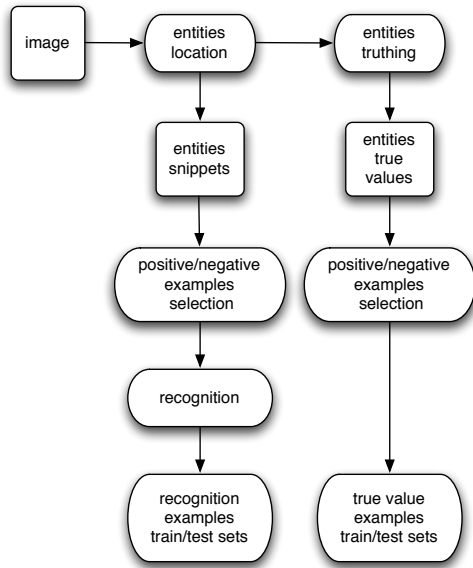 image
entities
location
entities
truthing
entities
snippets
entities
true
values
positive/negative
examples
selection
positive/negative
examples
selection
recognition
recognition
examples
train/test sets
true value
examples
train/test sets